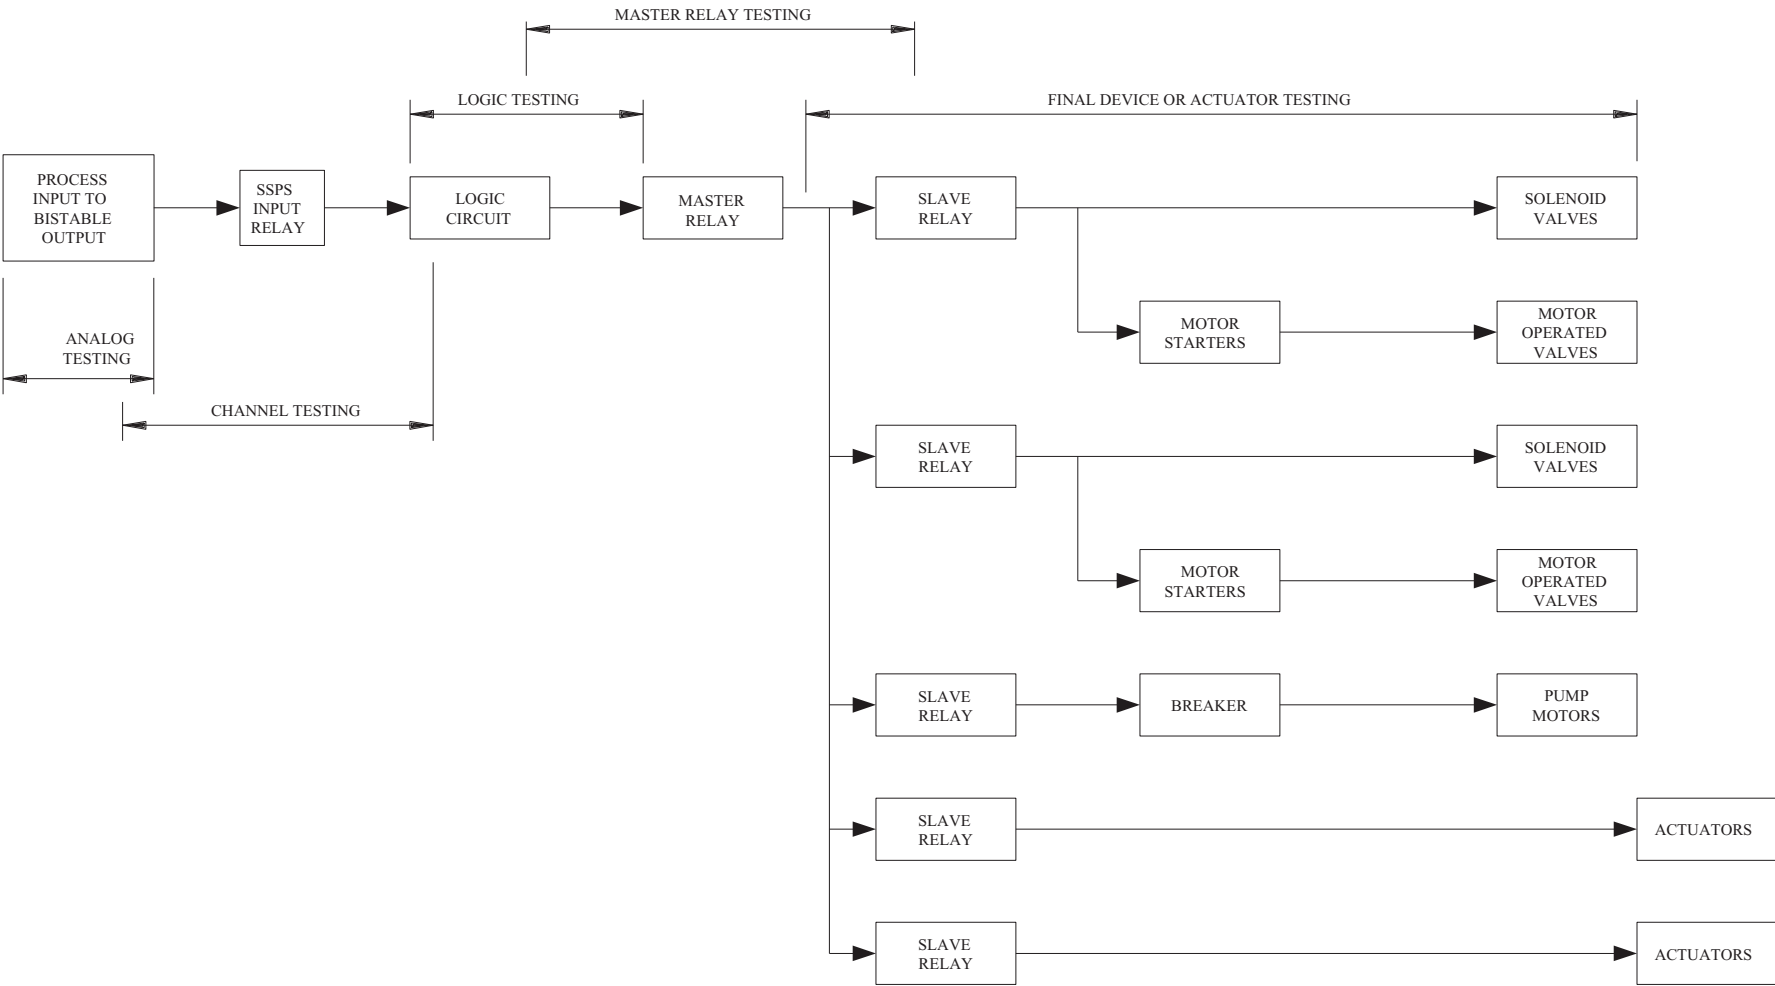 MASTER RELAY TESTING
LOGIC TESTING
FINAL DEVICE OR ACTUATOR TESTING
PROCESS
INPUT TO
BISTABLE
OUTPUT
SSPS
INPUT
RELAY
LOGIC
CIRCUIT
MASTER
RELAY
SLAVE
RELAY
SOLENOID
VALVES
MOTOR
STARTERS
MOTOR
OPERATED
VALVES
ANALOG
TESTING
CHANNEL TESTING
SLAVE
RELAY
SOLENOID
VALVES
MOTOR
STARTERS
MOTOR
OPERATED
VALVES
SLAVE
RELAY
BREAKER
PUMP
MOTORS
SLAVE
RELAY
ACTUATORS
SLAVE
RELAY
ACTUATORS